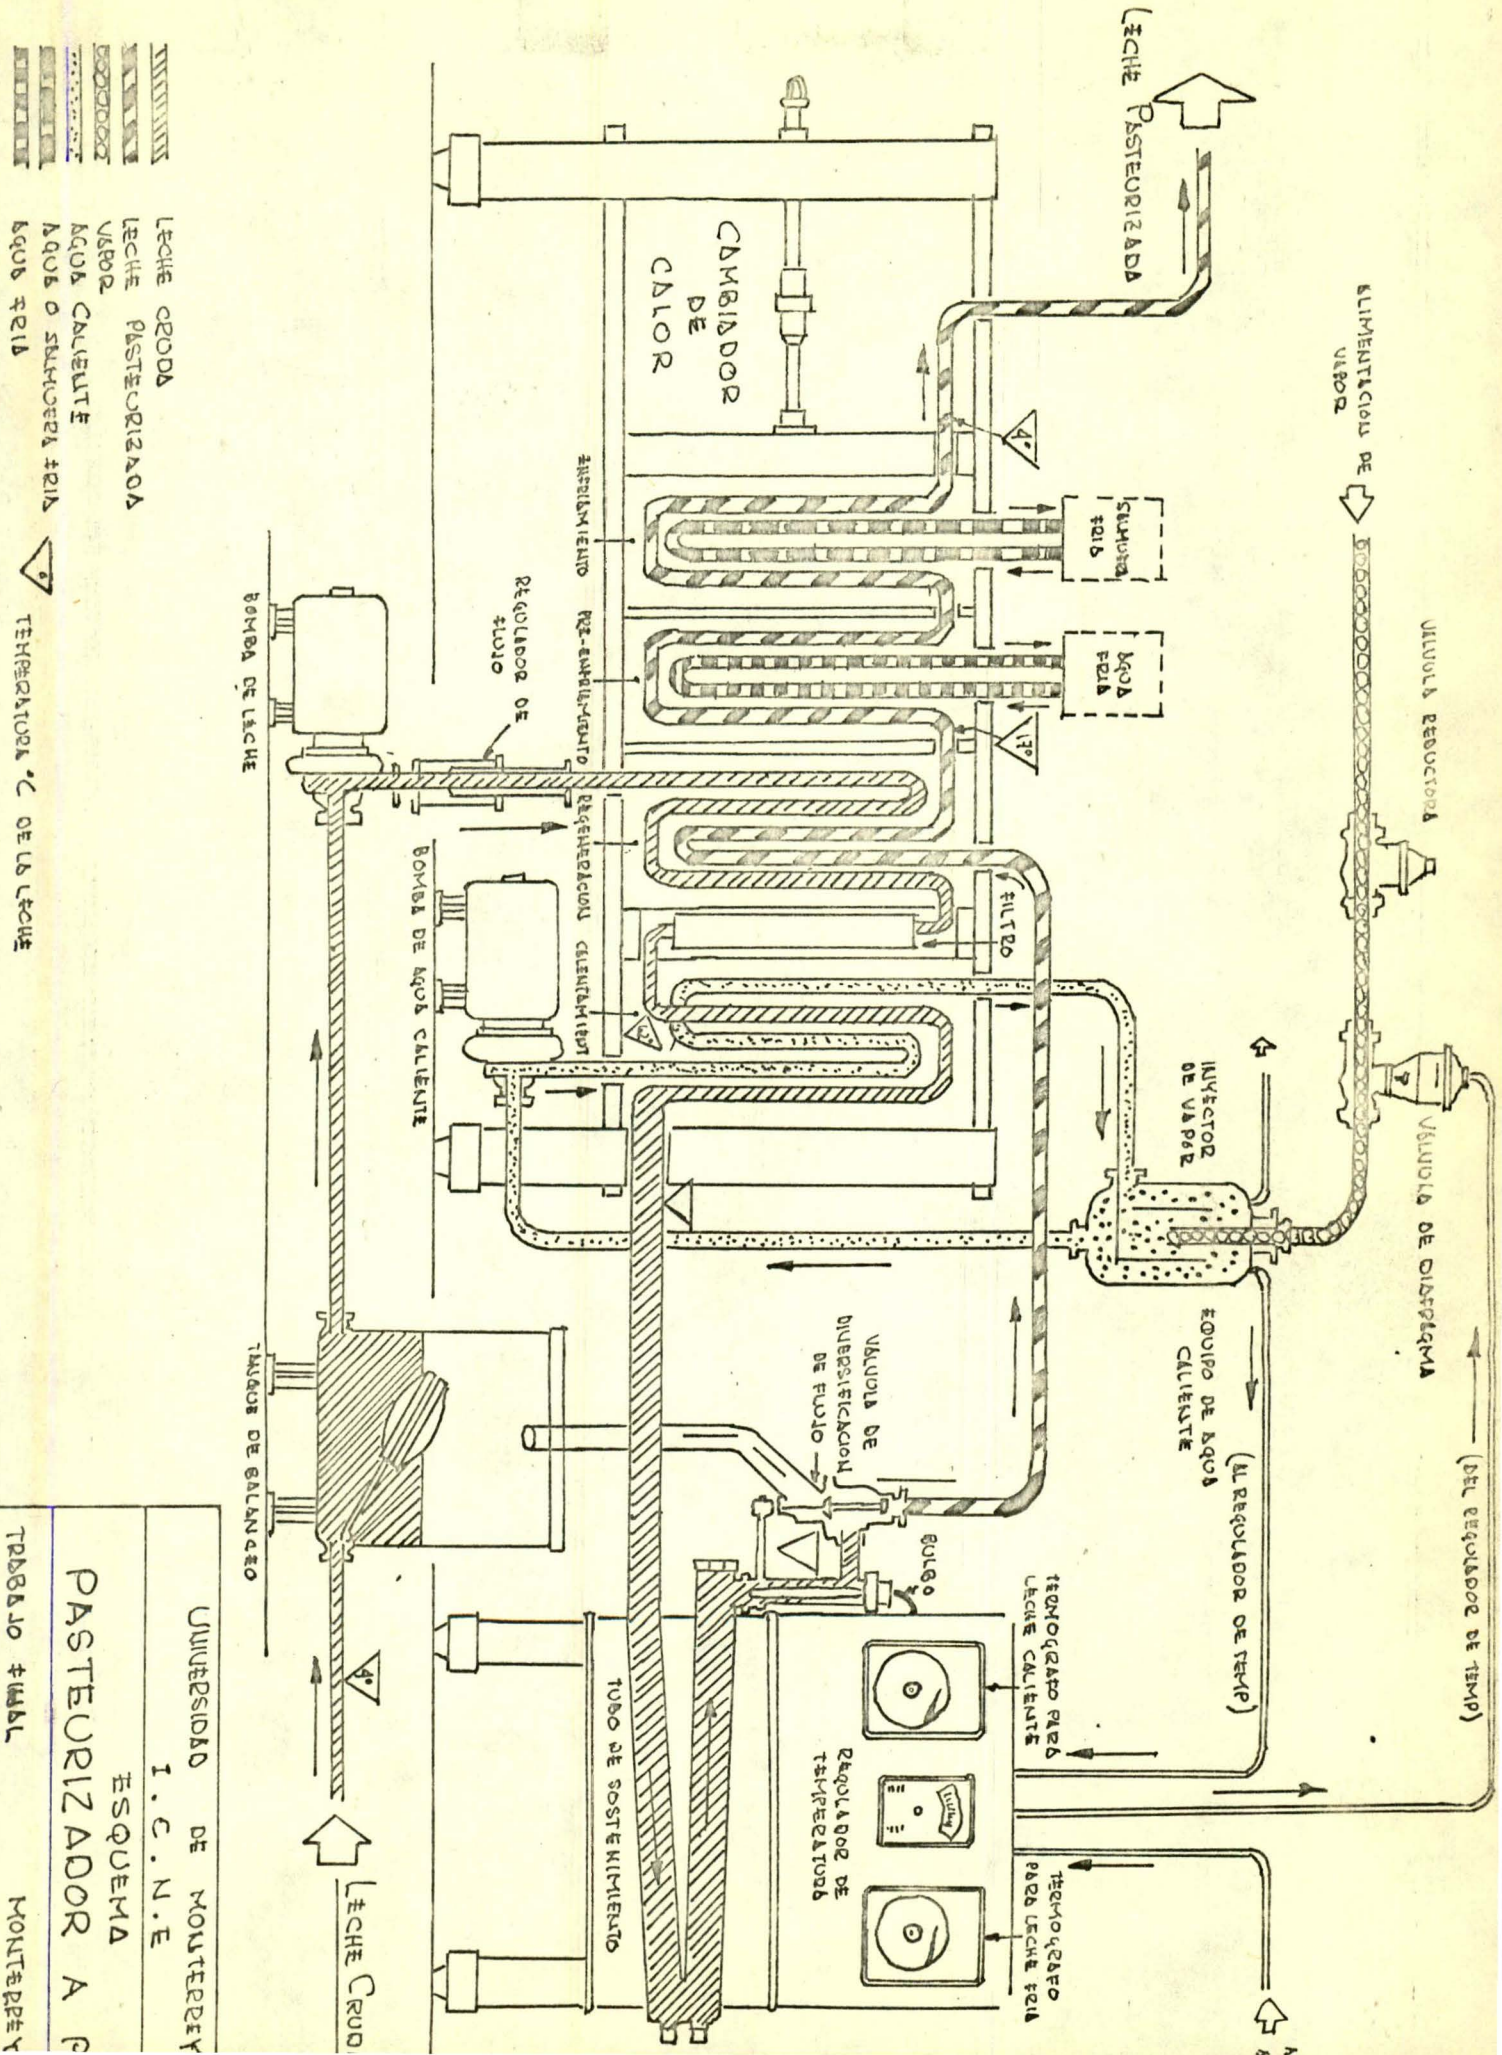 LECHE PASTEURIZADA
ALIMENTACION DE
VAPOR
VALVULA REDUCTORA
VALVULA DE DIAFRAGMA
(DEL REGULADOR DE TEMP)
CAMBIADOR
DE
CALOR
4°
SALMUERA
FRIA
AGUA
FRIA
17°
FILTRO
INYECTOR
DE VAPOR
EQUIPO DE AGUA
CALIENTE
(AL REGULADOR DE TEMP)
ENFRIAMIENTO
PRE-ENFRIAMIENTO
REGENERACION
CALENTAMIENT
REGULADOR DE
FLUJO
VALVULA DE
DIVERSIFICACION
DE FLUJO
BULBO
TERMOGRAFO PARA
LECHE CALIENTE
REGULADOR DE
TEMPERATURA
TERMOGRAFO
PARA LECHE FRIA
TUBO DE SOSTENIMIENTO
BOMBA DE LECHE
BOMBA DE AGUA CALIENTE
TANQUE DE BALANCEO
4°
LECHE CRUD
LECHE CRUDA
LECHE PASTEURIZADA
VAPOR
AGUA CALIENTE
AGUA O SALMUERA FRIA
AGUA FRIA
TEMPERATURA °C DE LA LECHE
UNIVERSIDAD DE MONTERREY
I.C.N.E
ESQUEMA
PASTEURIZADOR A P
TRABAJO FINAL MONTERREY